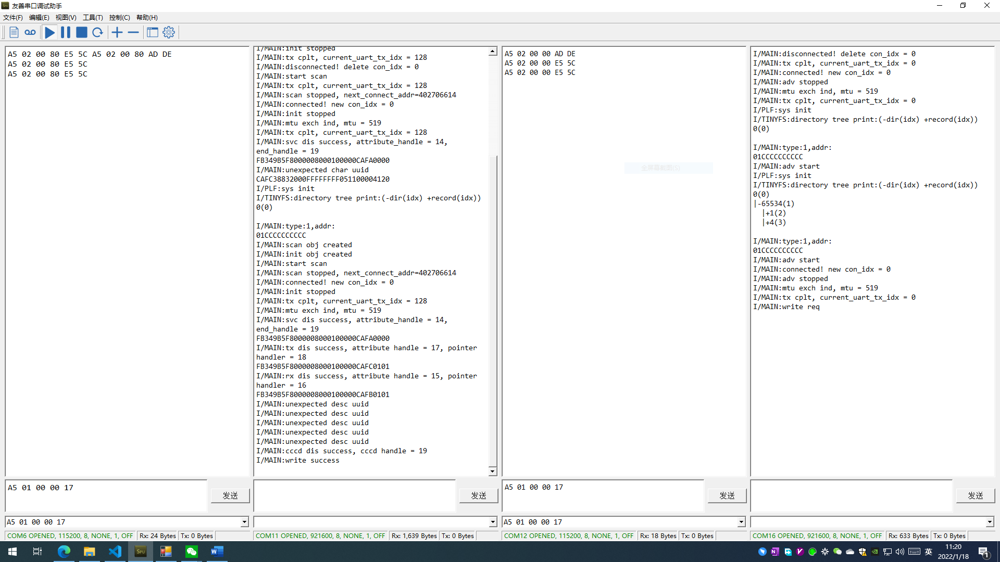 友善串口调试助手
文件(F) 编辑(E) 视图(V) 工具(T) 控制(C) 帮助(H)
A5 02 00 80 E5 5C A5 02 00 80 AD DE
A5 02 00 80 E5 5C
A5 02 00 80 E5 5C
I/MAIN:init stopped
I/MAIN:tx cplt, current_uart_tx_idx = 128
I/MAIN:disconnected! delete con_idx = 0
I/MAIN:start scan
I/MAIN:tx cplt, current_uart_tx_idx = 128
I/MAIN:scan stopped, next_connect_addr=402706614
I/MAIN:connected! new con_idx = 0
I/MAIN:init stopped
I/MAIN:mtu exch ind, mtu = 519
I/MAIN:tx cplt, current_uart_tx_idx = 128
I/MAIN:svc dis success, attribute_handle = 14,
end_handle = 19
FB349B5F8000008000100000CAFA0000
I/MAIN:unexpected char uuid
CAFC38832000FFFFFFFF051100004120
I/PLF:sys init
I/TINYFS:directory tree print:(-dir(idx) +record(idx))
0(0)
I/MAIN:type:1,addr:
01CCCCCCCCCC
I/MAIN:scan obj created
I/MAIN:init obj created
I/MAIN:start scan
I/MAIN:scan stopped, next_connect_addr=402706614
I/MAIN:connected! new con_idx = 0
I/MAIN:init stopped
I/MAIN:tx cplt, current_uart_tx_idx = 128
I/MAIN:mtu exch ind, mtu = 519
I/MAIN:svc dis success, attribute_handle = 14,
end_handle = 19
FB349B5F8000008000100000CAFA0000
I/MAIN:tx dis success, attribute handle = 17, pointer
handler = 18
FB349B5F8000008000100000CAFC0101
I/MAIN:rx dis success, attribute handle = 15, pointer
handler = 16
FB349B5F8000008000100000CAFB0101
I/MAIN:unexpected desc uuid
I/MAIN:unexpected desc uuid
I/MAIN:unexpected desc uuid
I/MAIN:unexpected desc uuid
I/MAIN:unexpected desc uuid
I/MAIN:cccd dis success, cccd handle = 19
I/MAIN:write success
A5 02 00 00 AD DE
A5 02 00 00 E5 5C
A5 02 00 00 E5 5C
全屏幕截图(S)
I/MAIN:disconnected! delete con_idx = 0
I/MAIN:tx cplt, current_uart_tx_idx = 0
I/MAIN:connected! new con_idx = 0
I/MAIN:adv stopped
I/MAIN:mtu exch ind, mtu = 519
I/MAIN:tx cplt, current_uart_tx_idx = 0
I/PLF:sys init
I/TINYFS:directory tree print:(-dir(idx) +record(idx))
0(0)
I/MAIN:type:1,addr:
01CCCCCCCCCC
I/MAIN:adv start
I/PLF:sys init
I/TINYFS:directory tree print:(-dir(idx) +record(idx))
0(0)
|-65534(1)
|+1(2)
|+4(3)
I/MAIN:type:1,addr:
01CCCCCCCCCC
I/MAIN:adv start
I/MAIN:connected! new con_idx = 0
I/MAIN:adv stopped
I/MAIN:mtu exch ind, mtu = 519
I/MAIN:tx cplt, current_uart_tx_idx = 0
I/MAIN:write req
A5 01 00 00 17
发送
发送
A5 01 00 00 17
发送
发送
A5 01 00 00 17
A5 01 00 00 17
COM6 OPENED, 115200, 8, NONE, 1, OFF Rx: 24 Bytes Tx: 0 Bytes
COM11 OPENED, 921600, 8, NONE, 1, OFF Rx: 1,639 Bytes Tx: 0 Bytes
COM12 OPENED, 115200, 8, NONE, 1, OFF Rx: 18 Bytes Tx: 0 Bytes
COM16 OPENED, 921600, 8, NONE, 1, OFF Rx: 633 Bytes Tx: 0 Bytes
英
11:20
2022/1/18
1